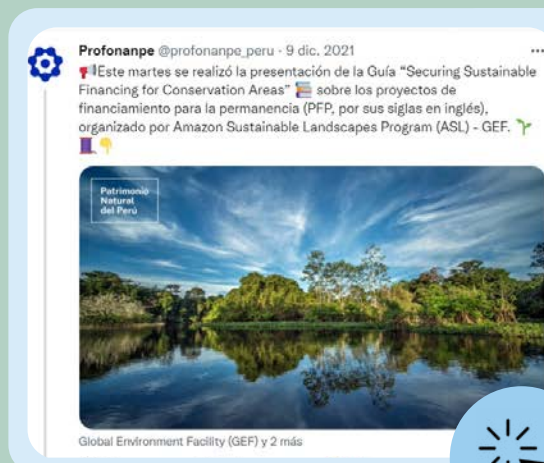 Profonanpe @profonanpe_peru · 9 dic. 2021 ...
📢Este martes se realizó la presentación de la Guía “Securing Sustainable
Financing for Conservation Areas” 📚 sobre los proyectos de
financiamiento para la permanencia (PFP, por sus siglas en inglés),
organizado por Amazon Sustainable Landscapes Program (ASL) - GEF. 🌱
🧵👇
Patrimonio
Natural
del Perú
Global Environment Facility (GEF) y 2 más